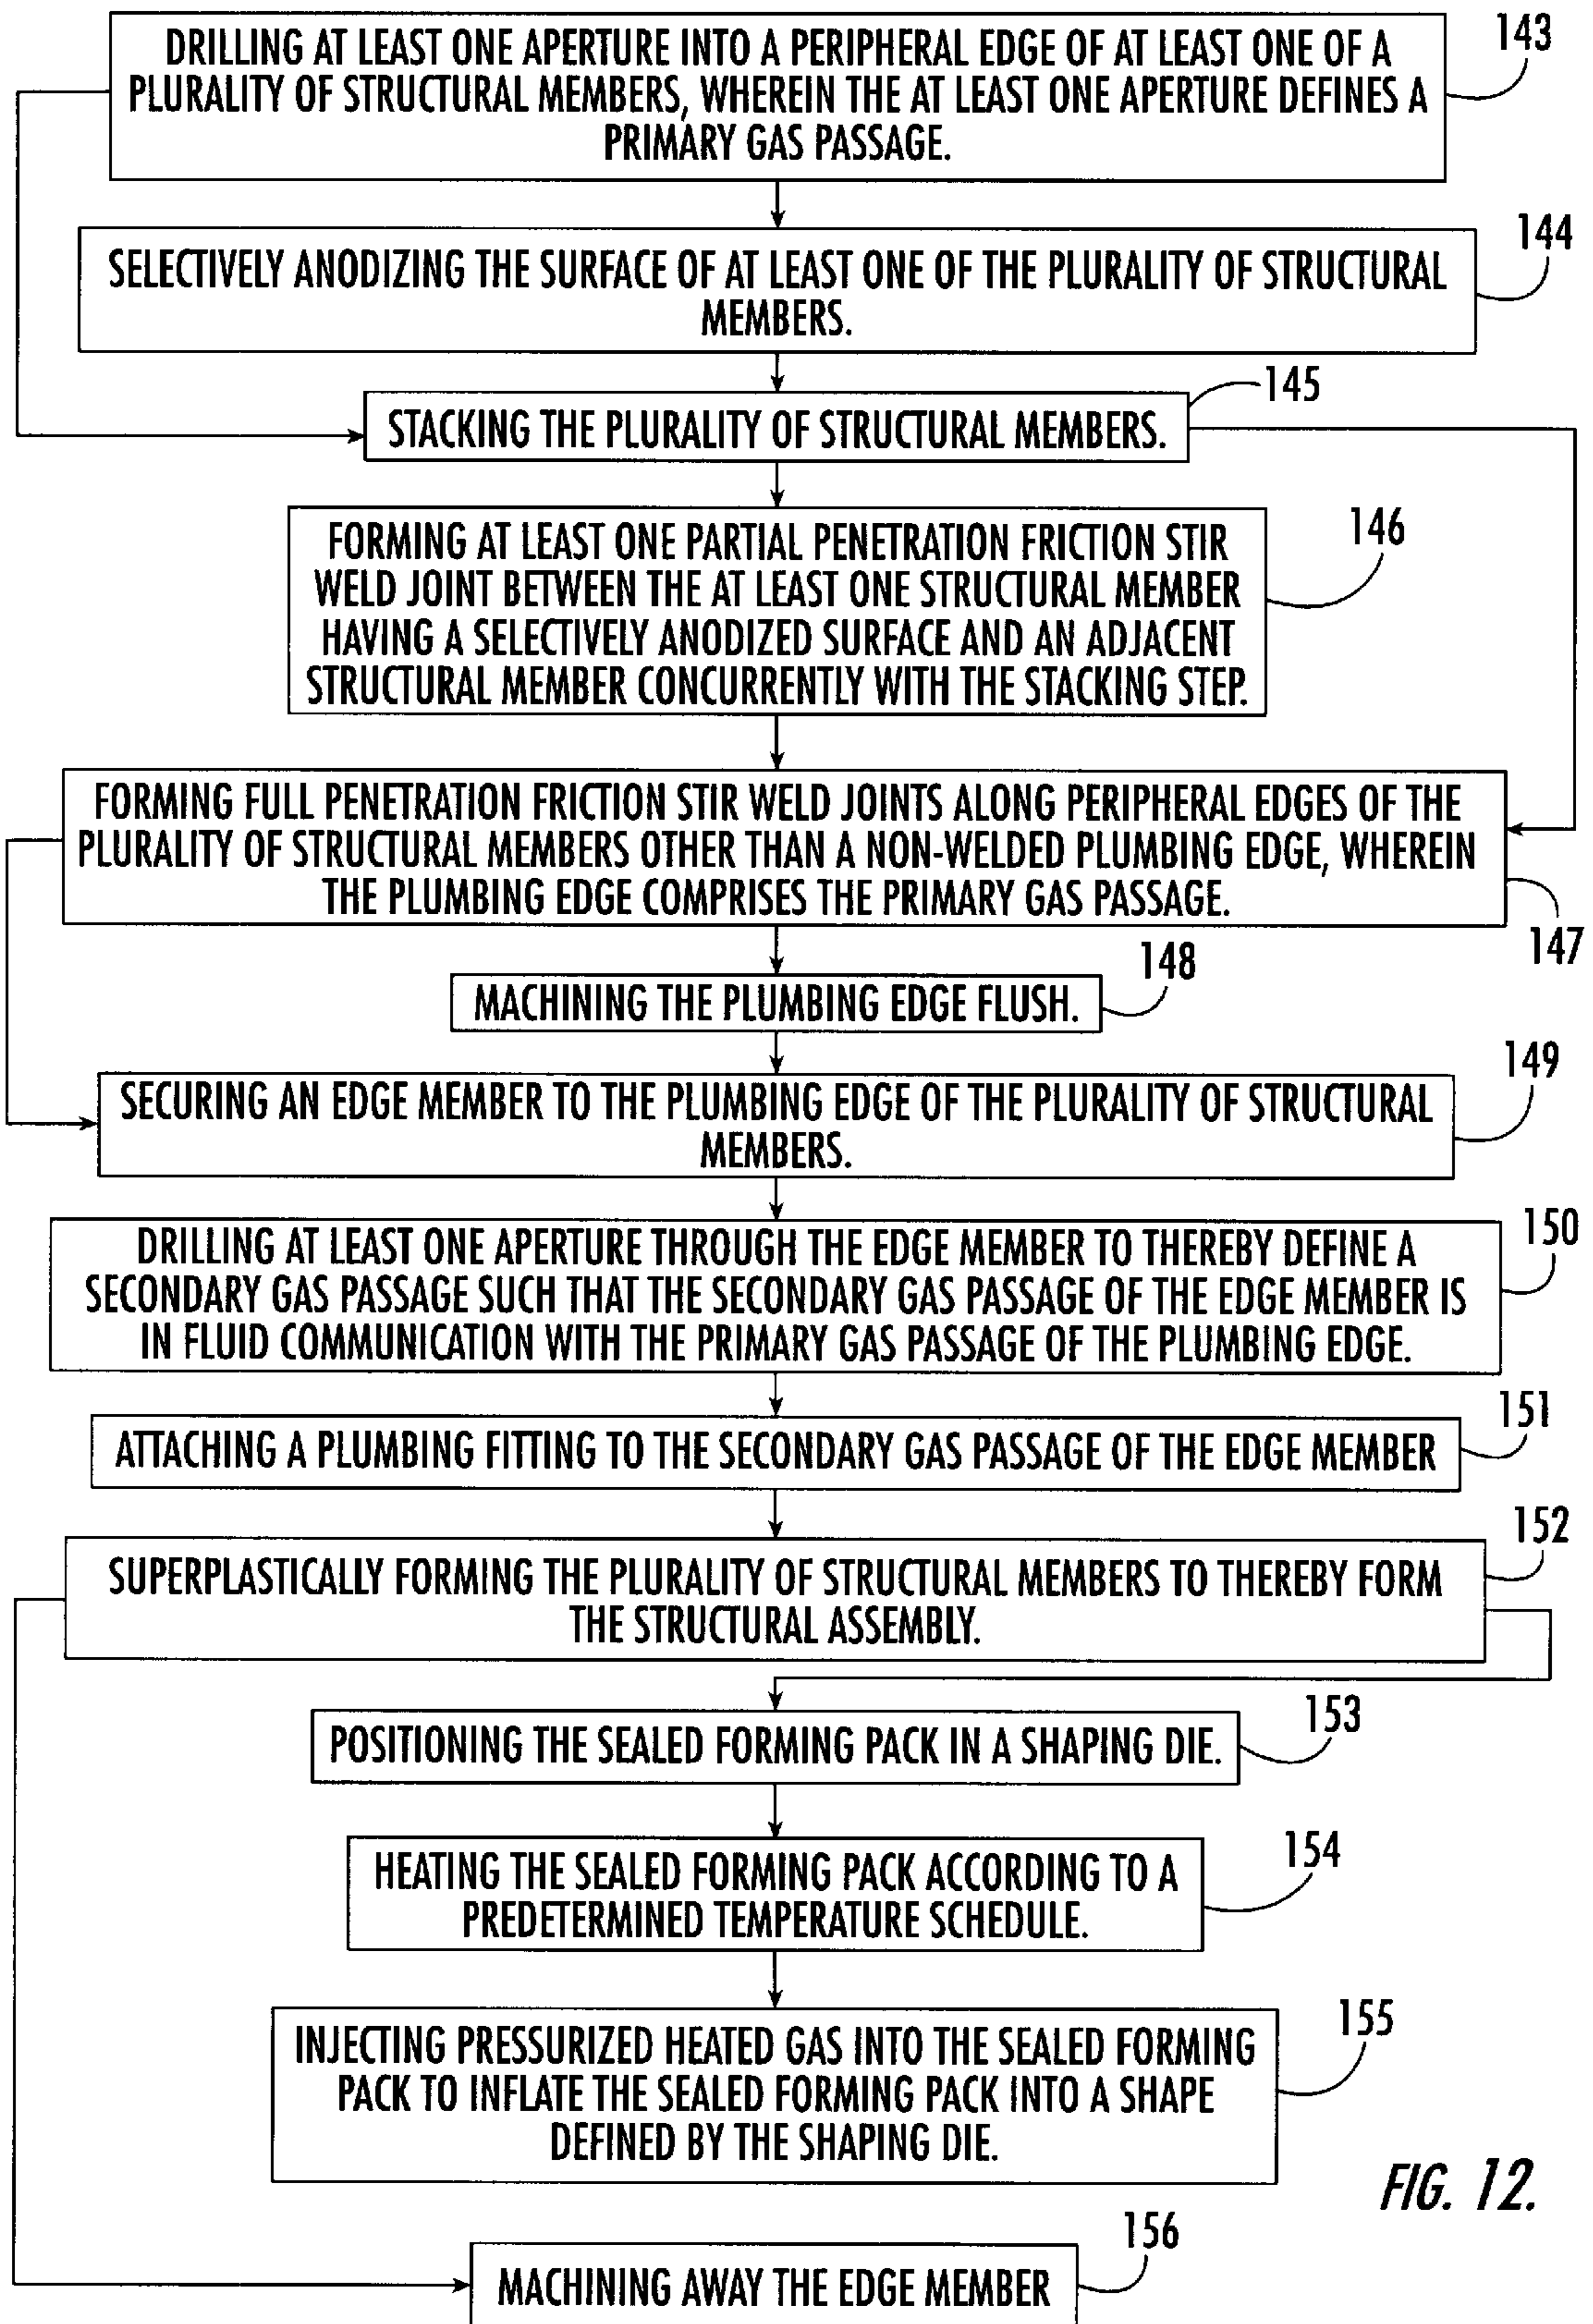 DRILLING AT LEAST ONE APERTURE INTO A PERIPHERAL EDGE OF AT LEAST ONE OF A
PLURALITY OF STRUCTURAL MEMBERS, WHEREIN THE AT LEAST ONE APERTURE DEFINES A
PRIMARY GAS PASSAGE.
143
SELECTIVELY ANODIZING THE SURFACE OF AT LEAST ONE OF THE PLURALITY OF STRUCTURAL
MEMBERS.
144
STACKING THE PLURALITY OF STRUCTURAL MEMBERS.
145
FORMING AT LEAST ONE PARTIAL PENETRATION FRICTION STIR
WELD JOINT BETWEEN THE AT LEAST ONE STRUCTURAL MEMBER
HAVING A SELECTIVELY ANODIZED SURFACE AND AN ADJACENT
STRUCTURAL MEMBER CONCURRENTLY WITH THE STACKING STEP.
146
FORMING FULL PENETRATION FRICTION STIR WELD JOINTS ALONG PERIPHERAL EDGES OF THE
PLURALITY OF STRUCTURAL MEMBERS OTHER THAN A NON-WELDED PLUMBING EDGE, WHEREIN
THE PLUMBING EDGE COMPRISES THE PRIMARY GAS PASSAGE.
147
MACHINING THE PLUMBING EDGE FLUSH.
148
SECURING AN EDGE MEMBER TO THE PLUMBING EDGE OF THE PLURALITY OF STRUCTURAL
MEMBERS.
149
DRILLING AT LEAST ONE APERTURE THROUGH THE EDGE MEMBER TO THEREBY DEFINE A
SECONDARY GAS PASSAGE SUCH THAT THE SECONDARY GAS PASSAGE OF THE EDGE MEMBER IS
IN FLUID COMMUNICATION WITH THE PRIMARY GAS PASSAGE OF THE PLUMBING EDGE.
150
ATTACHING A PLUMBING FITTING TO THE SECONDARY GAS PASSAGE OF THE EDGE MEMBER
151
SUPERPLASTICALLY FORMING THE PLURALITY OF STRUCTURAL MEMBERS TO THEREBY FORM
THE STRUCTURAL ASSEMBLY.
152
POSITIONING THE SEALED FORMING PACK IN A SHAPING DIE.
153
HEATING THE SEALED FORMING PACK ACCORDING TO A
PREDETERMINED TEMPERATURE SCHEDULE.
154
INJECTING PRESSURIZED HEATED GAS INTO THE SEALED FORMING
PACK TO INFLATE THE SEALED FORMING PACK INTO A SHAPE
DEFINED BY THE SHAPING DIE.
155
FIG. 12.
MACHINING AWAY THE EDGE MEMBER
156